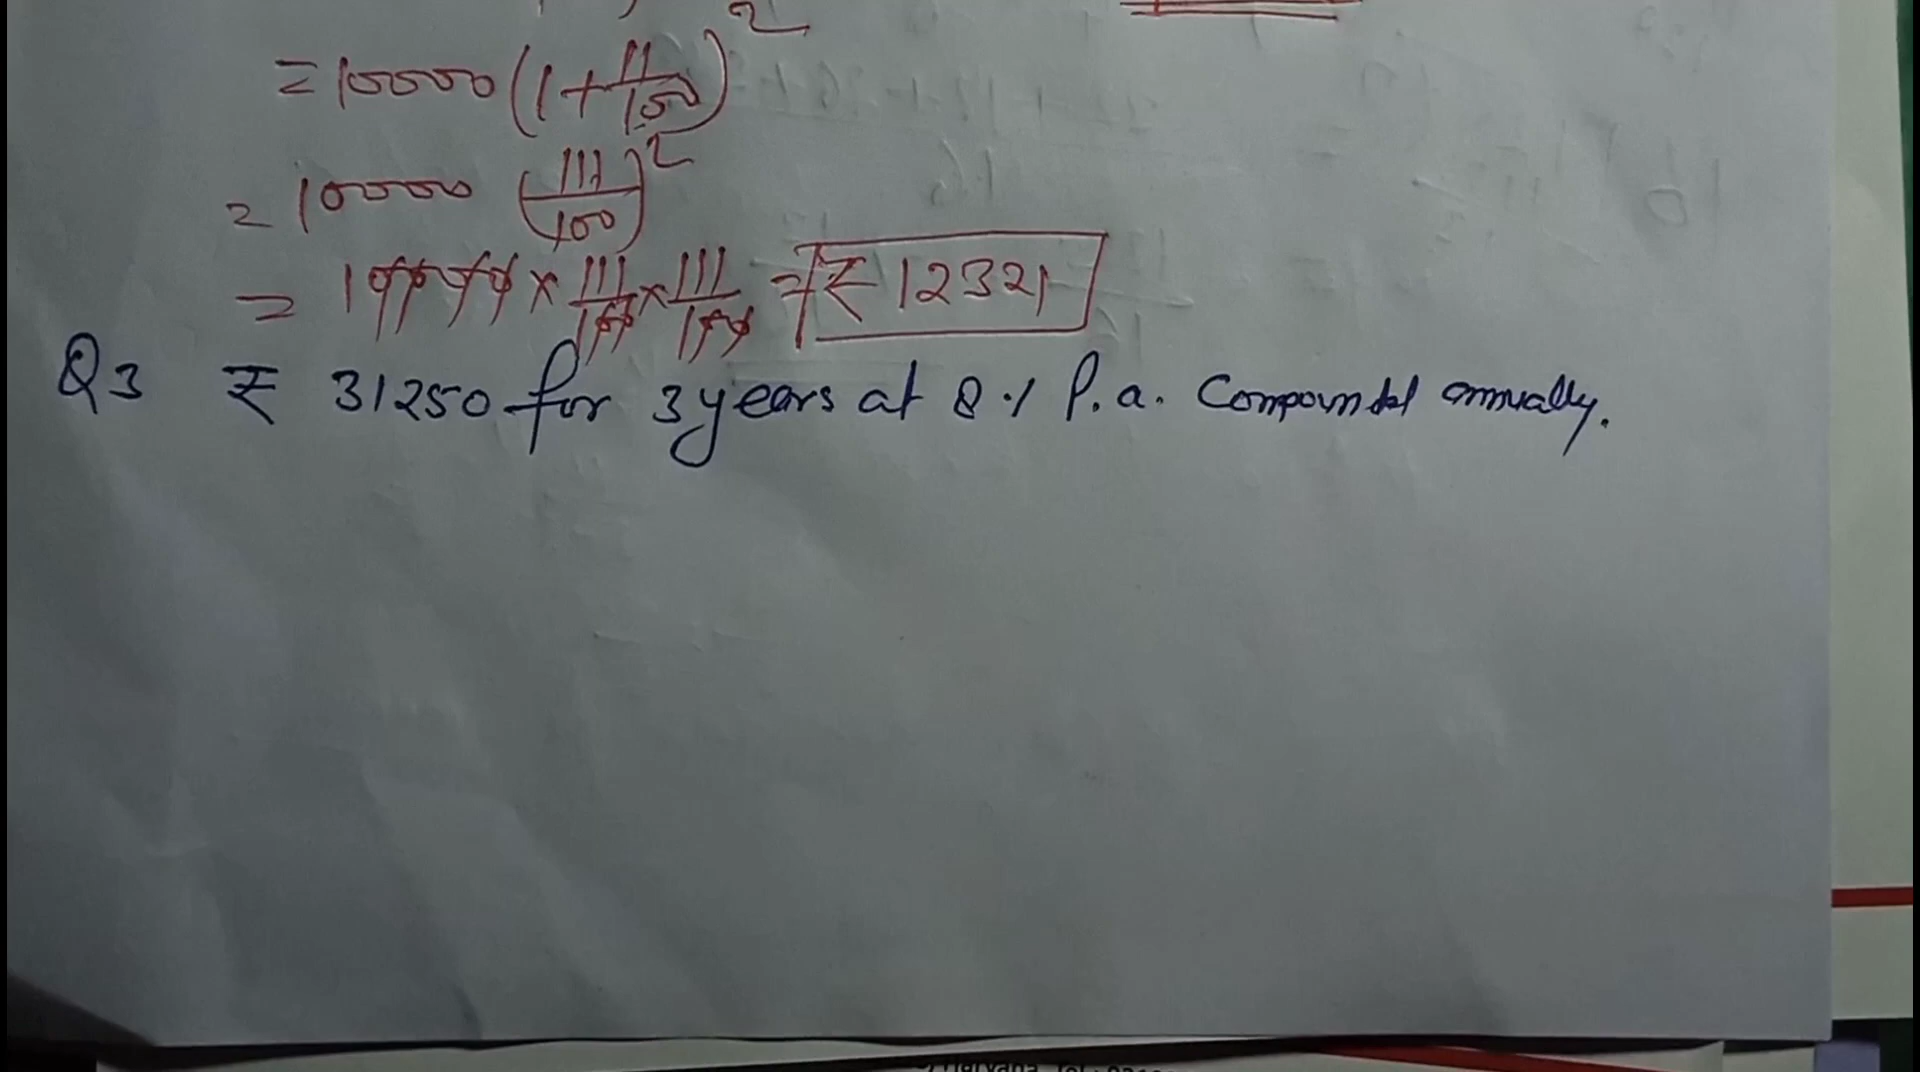 =10000(1+11/100)²
=10000 (111/100)²
= 10000×111/100×111/100 = ₹ 12321
Q3 ₹ 31250 for 3 years at 8 % P.a. Compounded annually.